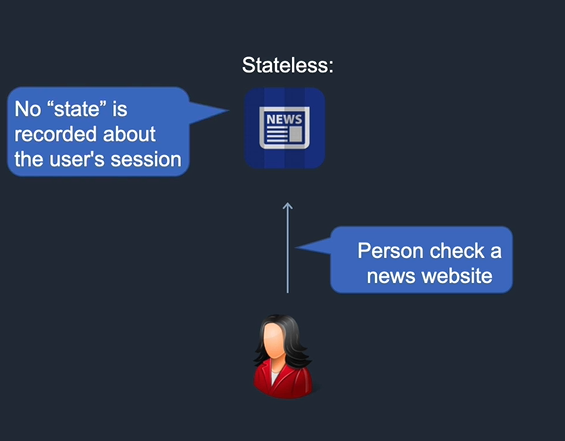 Stateless:
No “state” is
recorded about
the user's session
NEWS
Person check a
news website